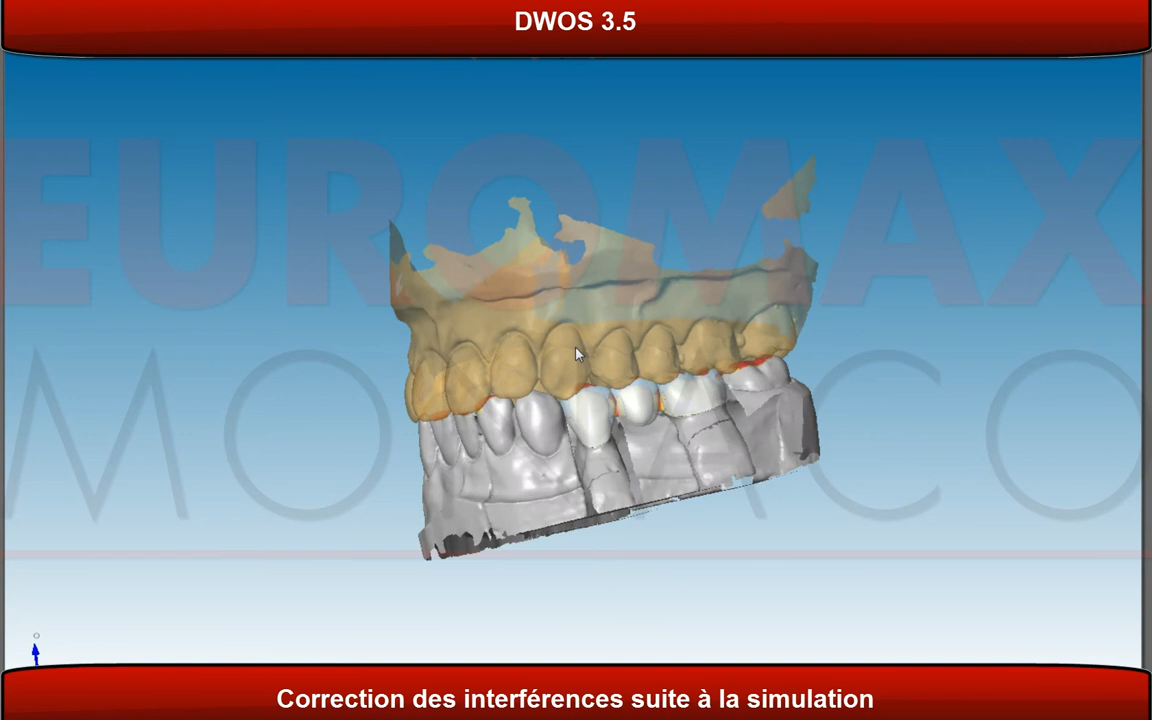 DWOS 3.5
EUROMAX
MONACO
Correction des interférences suite à la simulation